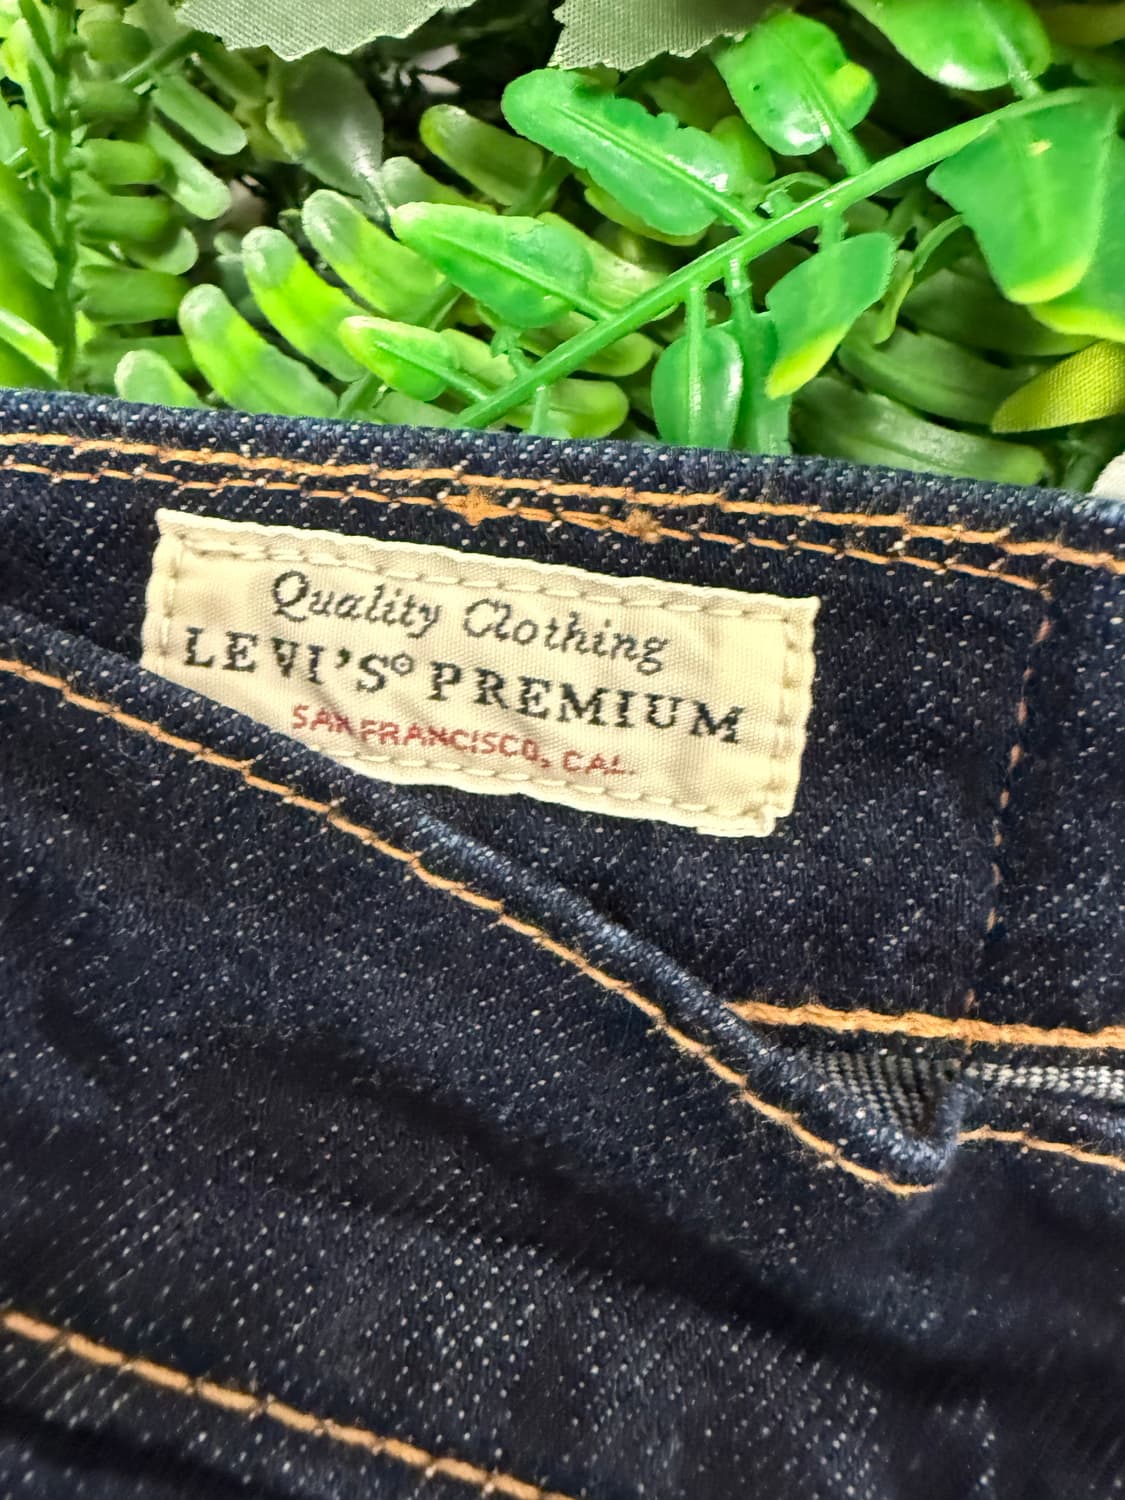 Quality Clothing
LEVI'S® PREMIUM
SAN FRANCISCO, CAL.